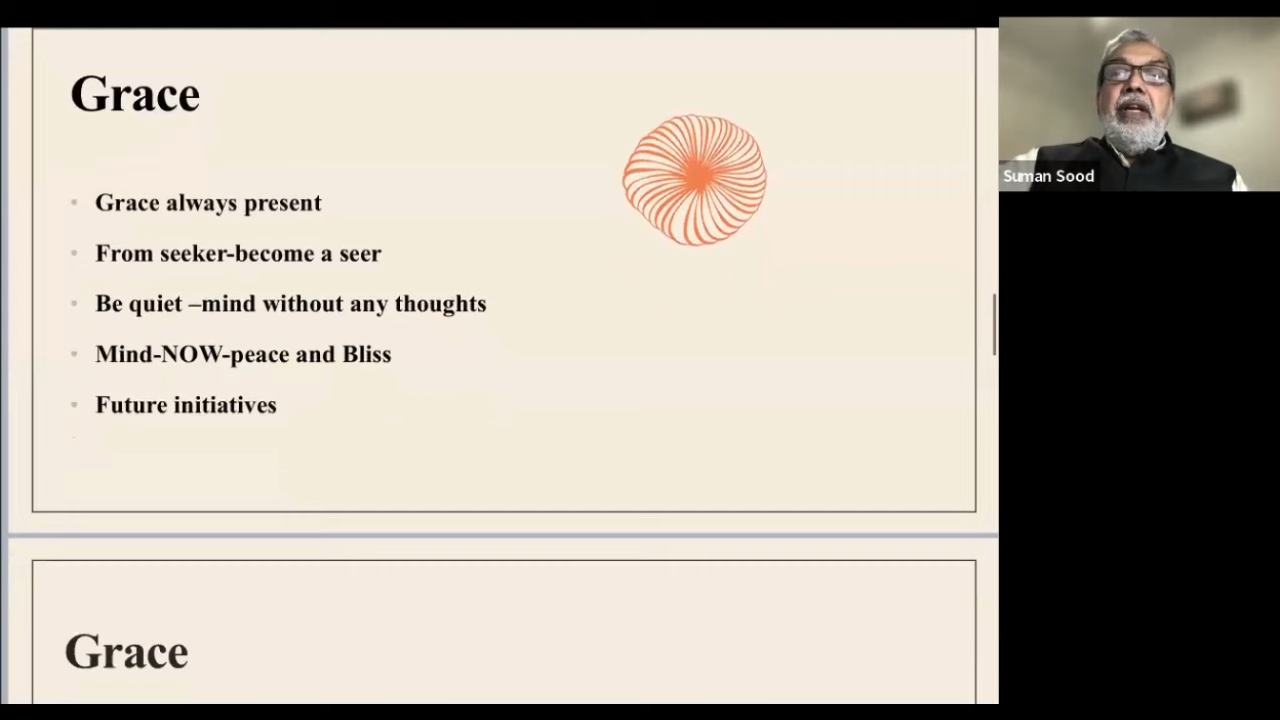 Grace
Grace always present
From seeker-become a seer
Be quiet –mind without any thoughts
Mind-NOW-peace and Bliss
Future initiatives
Grace
Suman Sood